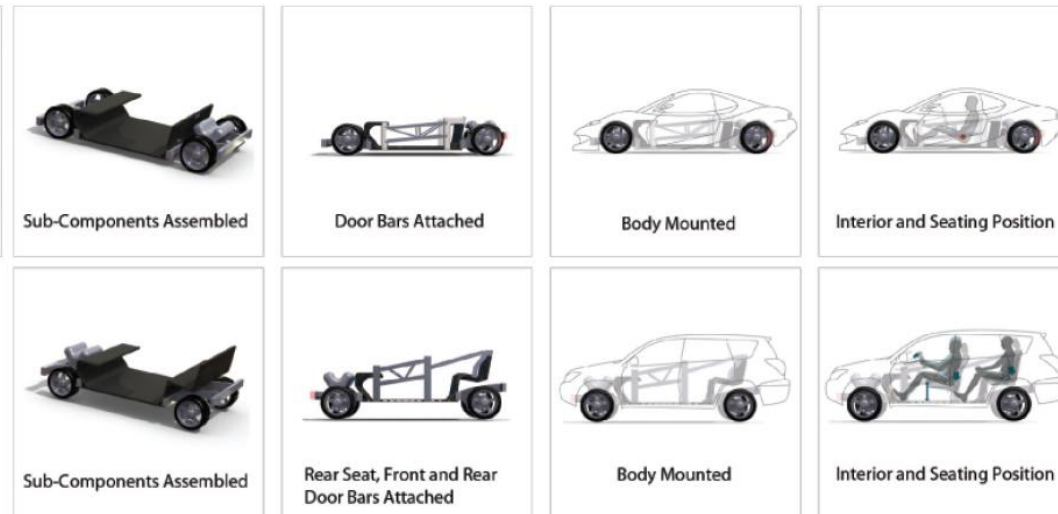 Sub-Components Assembled
Door Bars Attached
Body Mounted
Interior and Seating Position
Sub-Components Assembled
Rear Seat, Front and Rear
Door Bars Attached
Body Mounted
Interior and Seating Position